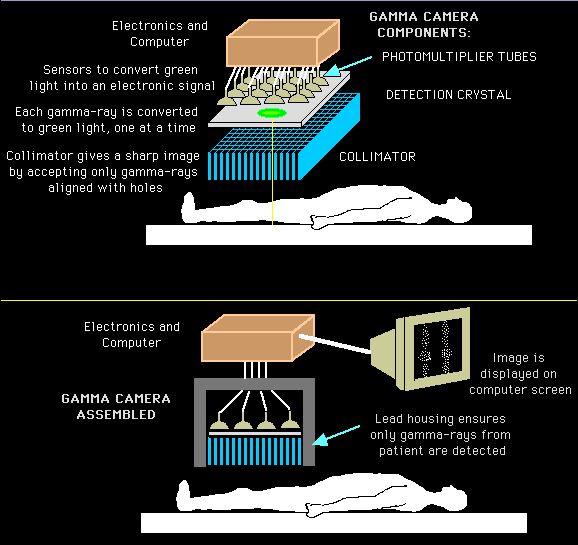 GAMMA CAMERA
COMPONENTS:
Electronics and
Computer
PHOTOMULTIPLIER TUBES
Sensors to convert green
light into an electronic signal
DETECTION CRYSTAL
Each gamma-ray is converted
to green light, one at a time
Collimator gives a sharp image
by accepting only gamma-rays
aligned with holes
COLLIMATOR
Electronics and
Computer
Image is
displayed on
computer screen
GAMMA CAMERA
ASSEMBLED
Lead housing ensures
only gamma-rays from
patient are detected